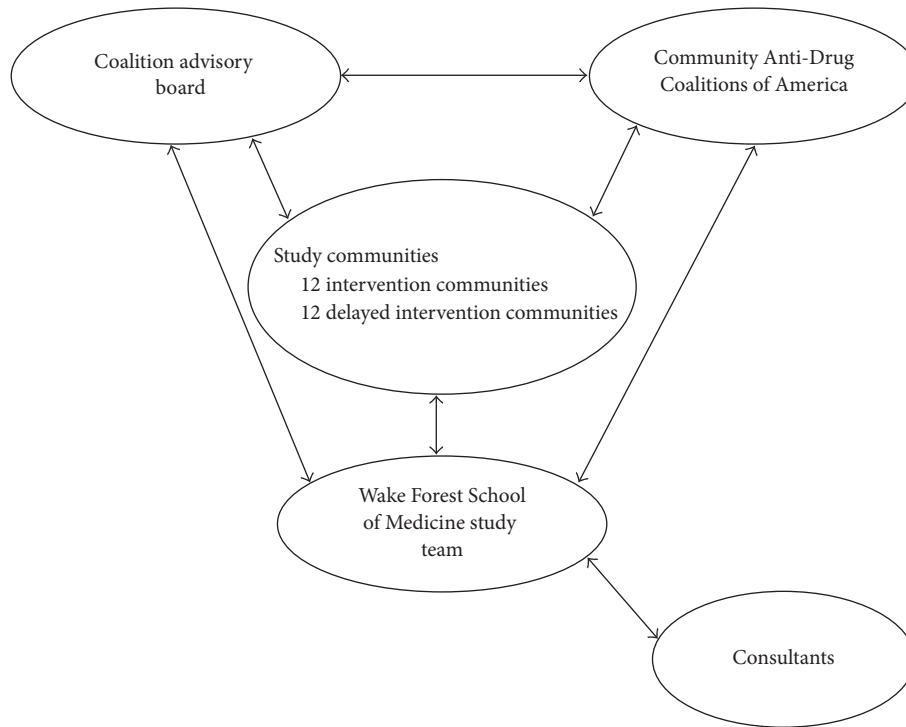 Coalition advisory
board
Community Anti-Drug
Coalitions of America
Study communities
12 intervention communities
12 delayed intervention communities
Wake Forest School
of Medicine study
team
Consultants